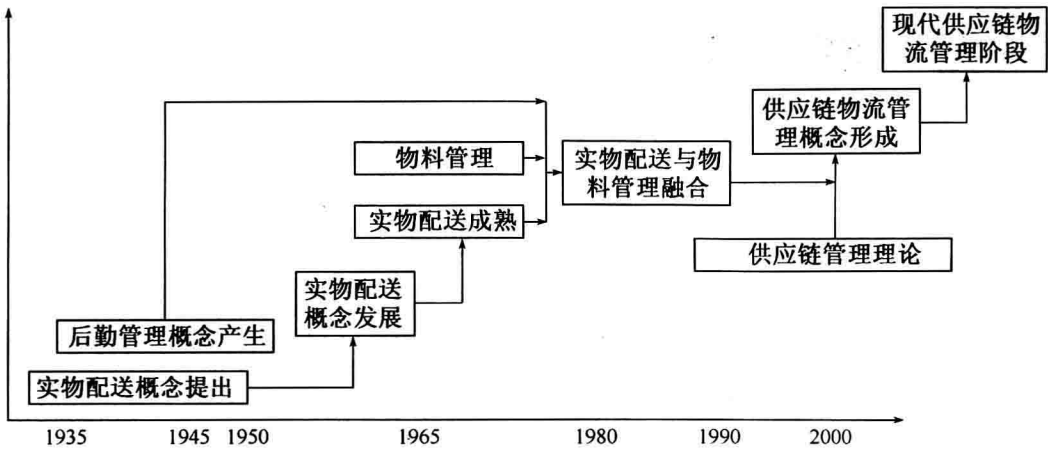 现代供应链物
流管理阶段
供应链物流管
理概念形成
物料管理
实物配送与物
料管理融合
实物配送成熟
供应链管理理论
实物配送
概念发展
后勤管理概念产生
实物配送概念提出
1935 1945 1950 1965 1980 1990 2000